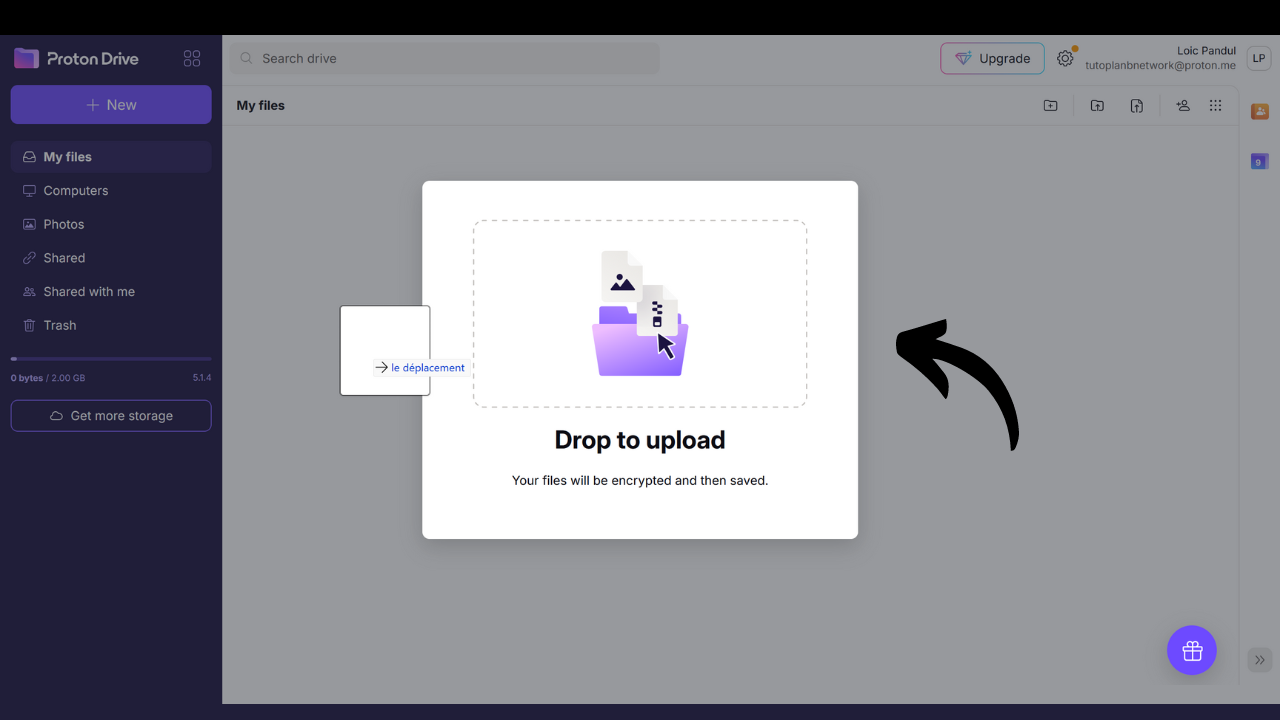 Proton Drive
New
My files
Computers
Photos
Shared
Shared with me
Trash
0 bytes / 2.00 GB
5.1.4
Get more storage
Search drive
Upgrade
Loic Pandul
tutoplanbnetwork@proton.me
LP
My files
9
le déplacement
Drop to upload
Your files will be encrypted and then saved.